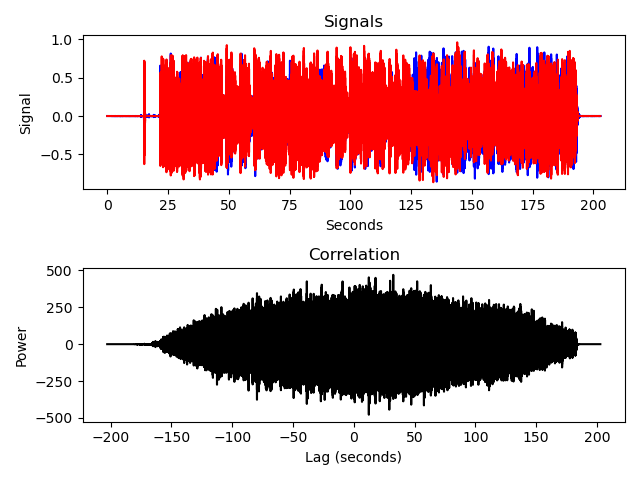 Signals
1.0
0.5
0.0
−0.5
Signal
0 25 50 75 100 125 150 175 200
Seconds
Correlation
500
250
0
−250
−500
Power
−200 −150 −100 −50 0 50 100 150 200
Lag (seconds)